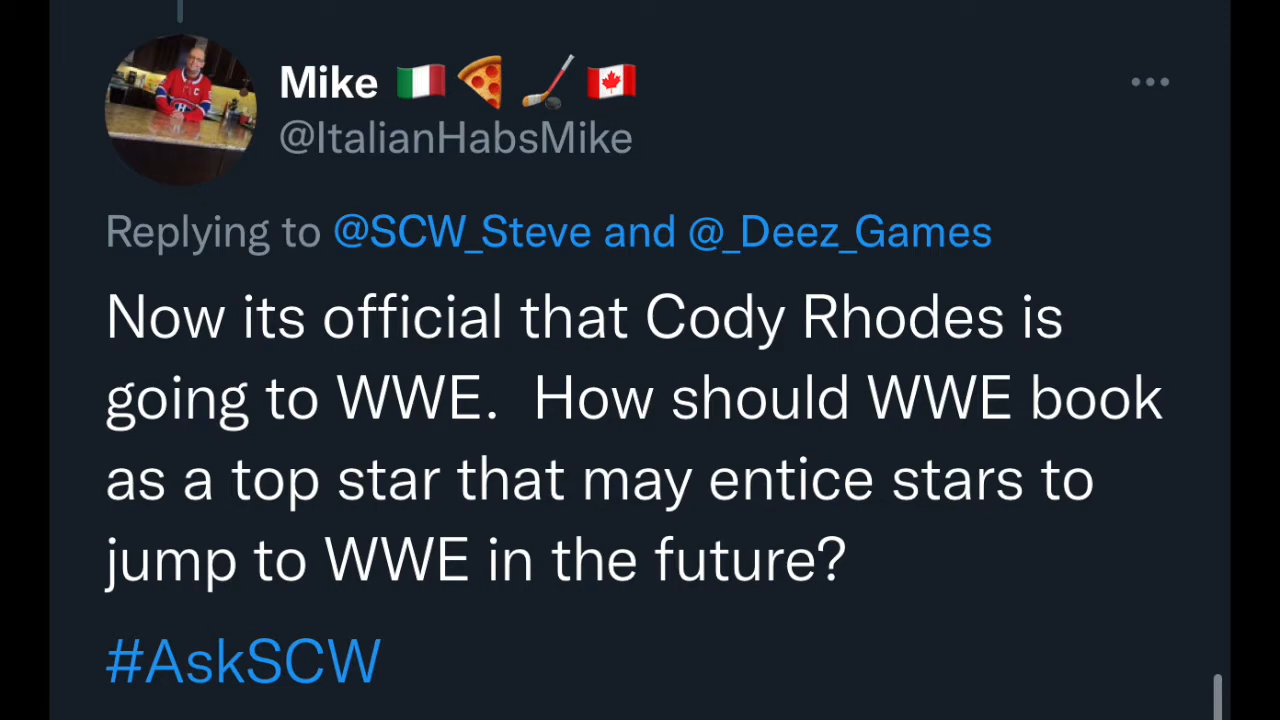 Mike 🇮🇹 🍕 🏒 🇨🇦
@ItalianHabsMike
Replying to @SCW_Steve and @_Deez_Games
Now its official that Cody Rhodes is
going to WWE.  How should WWE book
as a top star that may entice stars to
jump to WWE in the future?
#AskSCW